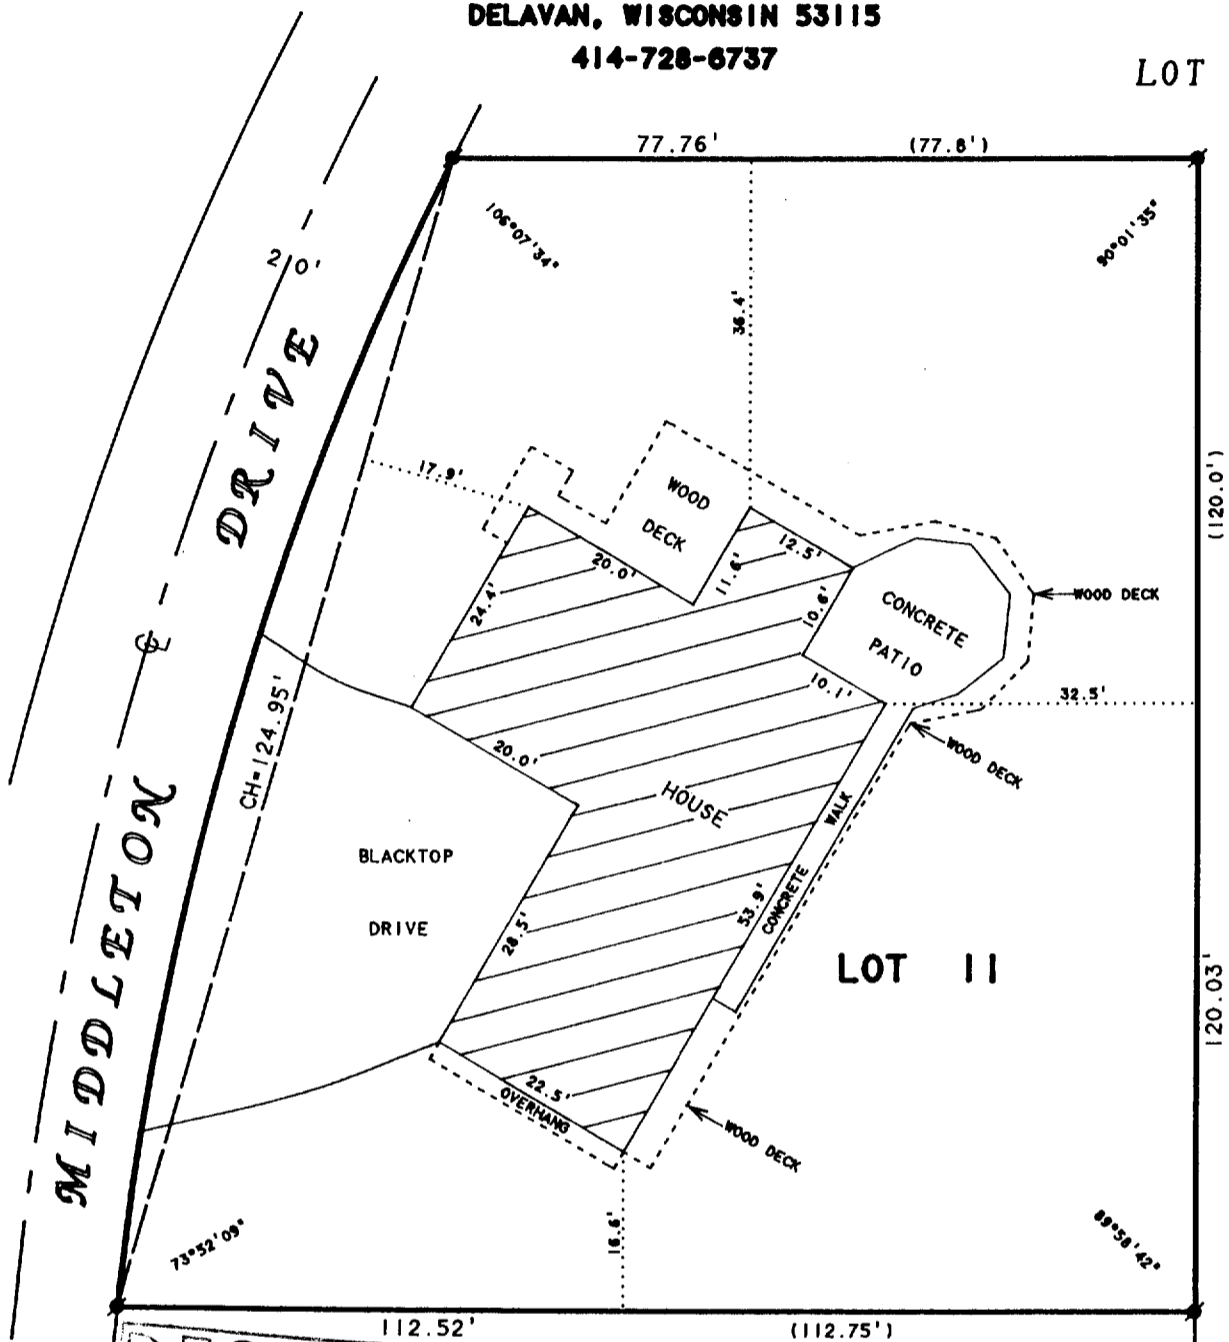 DELAVAN, WISCONSIN 53115
414-728-6737
LOT
77.76'
(77.8')
106°07'34"
90°01'35"
20'
36.4'
MIDDLETON DRIVE
17.9'
WOOD
DECK
12.5'
11.6'
20.0'
24.4'
10.6'
CONCRETE
PATIO
WOOD DECK
(120.0')
10.1'
32.5'
CH=124.95'
20.0'
WOOD DECK
HOUSE
BLACKTOP
DRIVE
28.5'
53.9'
CONCRETE WALK
LOT 11
120.03'
22.5'
OVERHANG
WOOD DECK
16.6'
73°52'09"
89°58'42"
112.52'
(112.75')